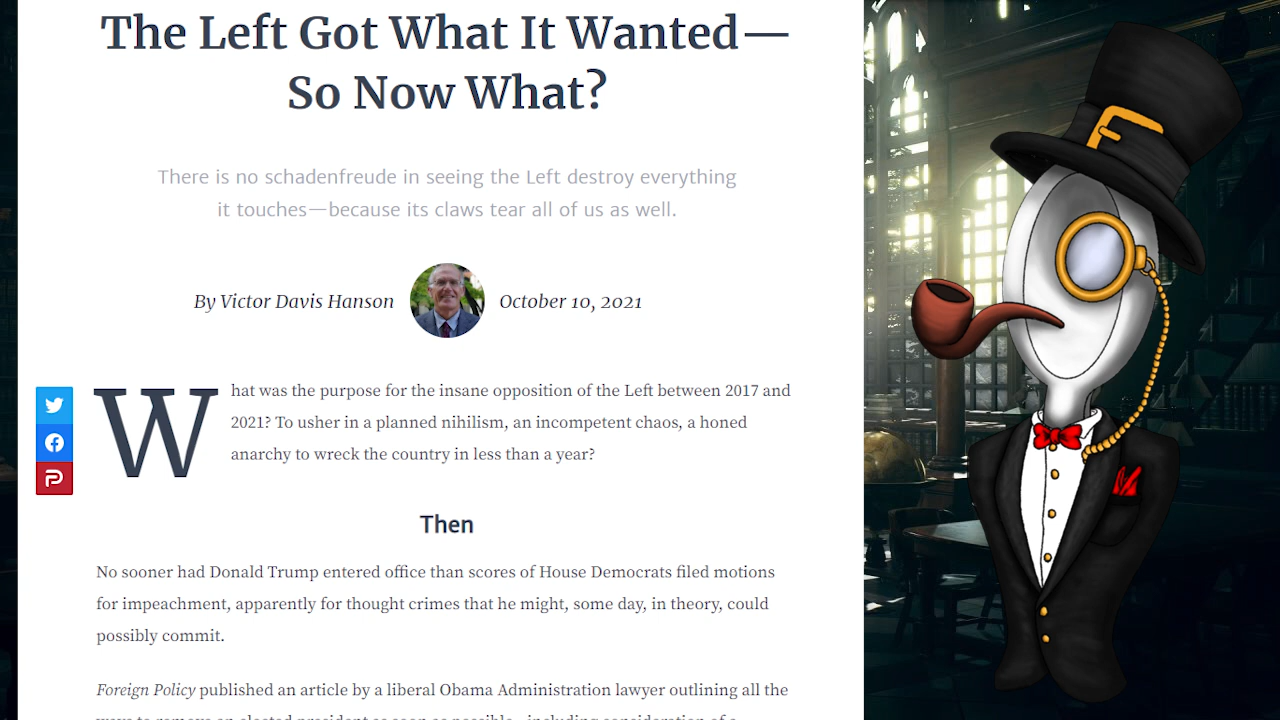 The Left Got What It Wanted—
So Now What?
There is no schadenfreude in seeing the Left destroy everything
it touches—because its claws tear all of us as well.
By Victor Davis Hanson October 10, 2021
What was the purpose for the insane opposition of the Left between 2017 and
2021? To usher in a planned nihilism, an incompetent chaos, a honed
anarchy to wreck the country in less than a year?
Then
No sooner had Donald Trump entered office than scores of House Democrats filed motions
for impeachment, apparently for thought crimes that he might, some day, in theory, could
possibly commit.
Foreign Policy published an article by a liberal Obama Administration lawyer outlining all the